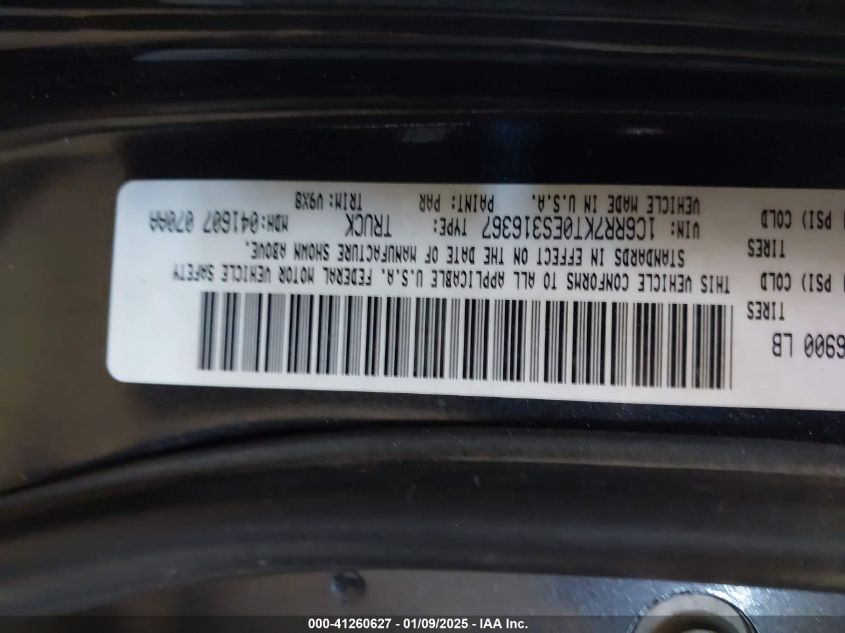 6900 LB
TIRES
PSI) COLD
TIRES
PSI) COLD
THIS VEHICLE CONFORMS TO ALL APPLICABLE U.S.A. FEDERAL MOTOR VEHICLE SAFETY
STANDARDS IN EFFECT ON THE DATE OF MANUFACTURE SHOWN ABOVE.
VIN: 1C6RR7KT0ES316367 TYPE: TRUCK MDH:041607 070AA
VEHICLE MADE IN U.S.A. PAINT: PAR TRIM: V9X8
000-41260627 - 01/09/2025 - IAA Inc.